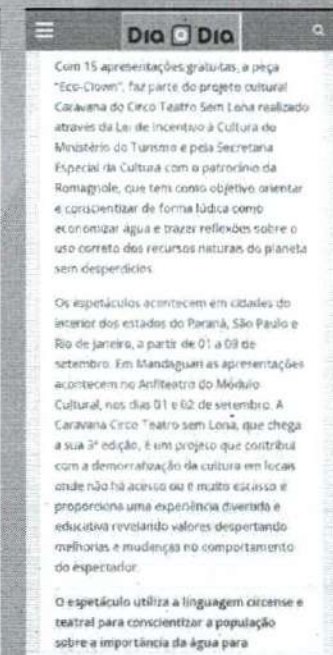 Dia Dia
Com 15 apresentações gratuitas, a peça
"Eco-Clown", faz parte do projeto cultural
Caravana do Circo Teatro Sem Lona realizado
através da Lei de Incentivo à Cultura do
Ministério do Turismo e pela Secretaria
Especial da Cultura com o patrocínio da
Romagnole, que tem como objetivo orientar
e conscientizar de forma lúdica como
economizar água e trazer reflexões sobre o
uso correto dos recursos naturais do planeta
sem desperdícios.
Os espetáculos acontecem em cidades do
interior dos estados do Paraná, São Paulo e
Rio de Janeiro, a partir de 01 a 09 de
setembro. Em Mandaguari as apresentações
acontecem no Anfiteatro do Módulo
Cultural, nos dias 01 e 02 de setembro. A
Caravana Circo Teatro sem Lona, que chega
a sua 3ª edição, é um projeto que contribui
com a democratização da cultura em locais
onde não há acesso ou é muito escasso e
proporciona uma experiência divertida e
educativa revelando valores despertando
melhorias e mudenças no comportamento
do espectador.
O espetáculo utiliza a linguagem circense e
teatral para conscientizar a população
sobre a importância da água para